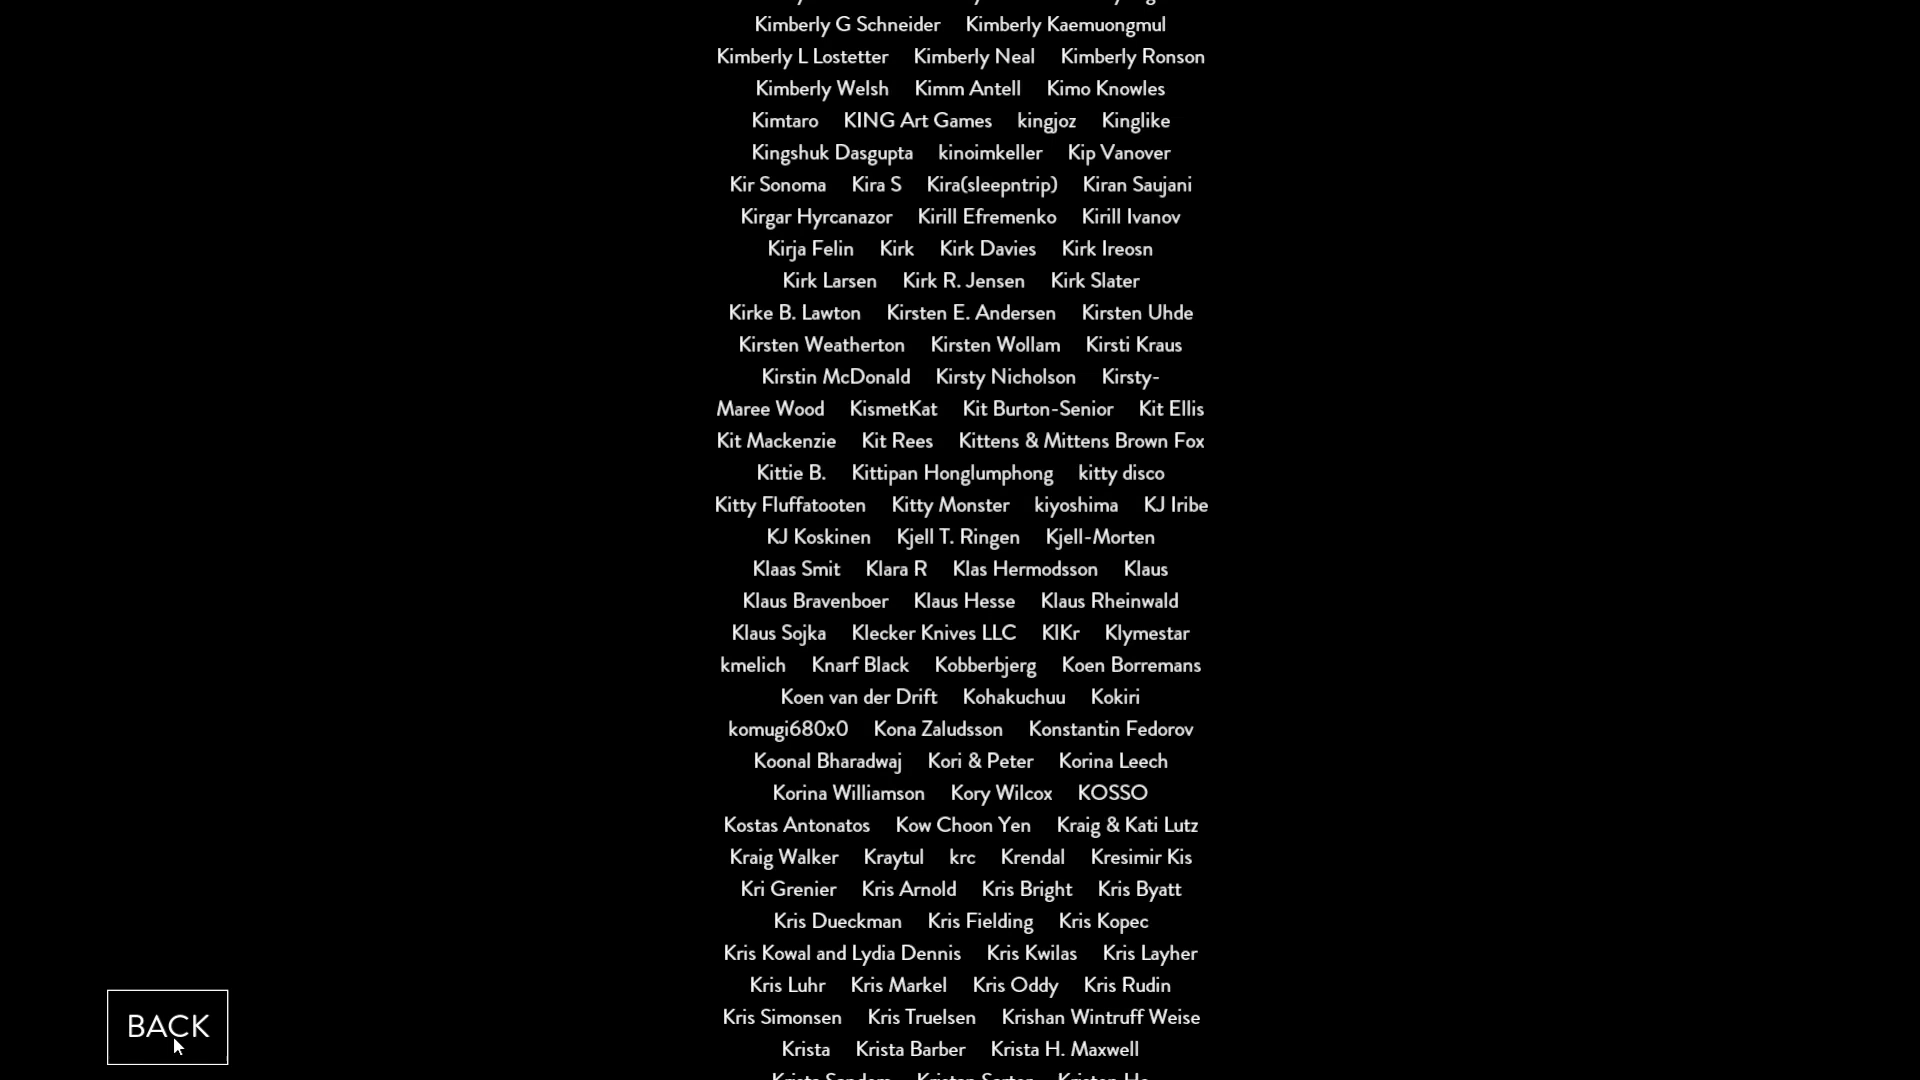 Kimberly G Schneider Kimberly Kaemuongmul
Kimberly L Lostetter Kimberly Neal Kimberly Ronson
Kimberly Welsh Kimm Antell Kimo Knowles
Kimtaro KING Art Games kingjoz Kinglike
Kingshuk Dasgupta kinoimkeller Kip Vanover
Kir Sonoma Kira S Kira(sleepntrip) Kiran Saujani
Kirgar Hyrcanazor Kirill Efremenko Kirill Ivanov
Kirja Felin Kirk Kirk Davies Kirk Ireosn
Kirk Larsen Kirk R. Jensen Kirk Slater
Kirke B. Lawton Kirsten E. Andersen Kirsten Uhde
Kirsten Weatherton Kirsten Wollam Kirsti Kraus
Kirstin McDonald Kirsty Nicholson Kirsty-
Maree Wood KismetKat Kit Burton-Senior Kit Ellis
Kit Mackenzie Kit Rees Kittens & Mittens Brown Fox
Kittie B. Kittipan Honglumphong kitty disco
Kitty Fluffatooten Kitty Monster kiyoshima KJ Iribe
KJ Koskinen Kjell T. Ringen Kjell-Morten
Klaas Smit Klara R Klas Hermodsson Klaus
Klaus Bravenboer Klaus Hesse Klaus Rheinwald
Klaus Sojka Klecker Knives LLC KlKr Klymestar
kmelich Knarf Black Kobberbjerg Koen Borremans
Koen van der Drift Kohakuchuu Kokiri
komugi680x0 Kona Zaludsson Konstantin Fedorov
Koonal Bharadwaj Kori & Peter Korina Leech
Korina Williamson Kory Wilcox KOSSO
Kostas Antonatos Kow Choon Yen Kraig & Kati Lutz
Kraig Walker Kraytul krc Krendal Kresimir Kis
Kri Grenier Kris Arnold Kris Bright Kris Byatt
Kris Dueckman Kris Fielding Kris Kopec
Kris Kowal and Lydia Dennis Kris Kwilas Kris Layher
Kris Luhr Kris Markel Kris Oddy Kris Rudin
Kris Simonsen Kris Truelsen Krishan Wintruff Weise
Krista Krista Barber Krista H. Maxwell
BACK